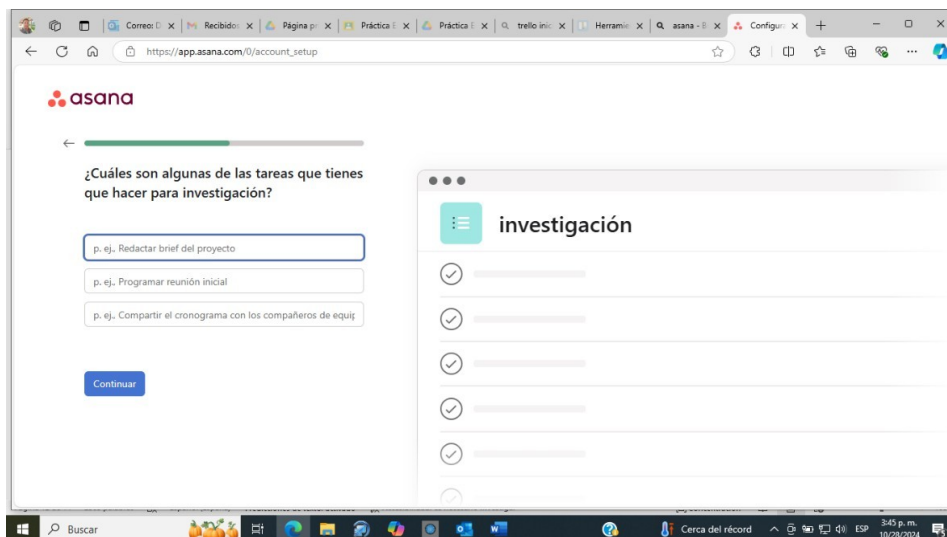 Correo: D
Recibidos
Página pr
Práctica E
Práctica E
trello inic
Herramie
asana - B
Configura
https://app.asana.com/0/account_setup
asana
¿Cuáles son algunas de las tareas que tienes
que hacer para investigación?
p. ej., Redactar brief del proyecto
p. ej., Programar reunión inicial
p. ej., Compartir el cronograma con los compañeros de equip
Continuar
investigación
Buscar
Cerca del récord
ESP
3:45 p. m.
10/28/2024